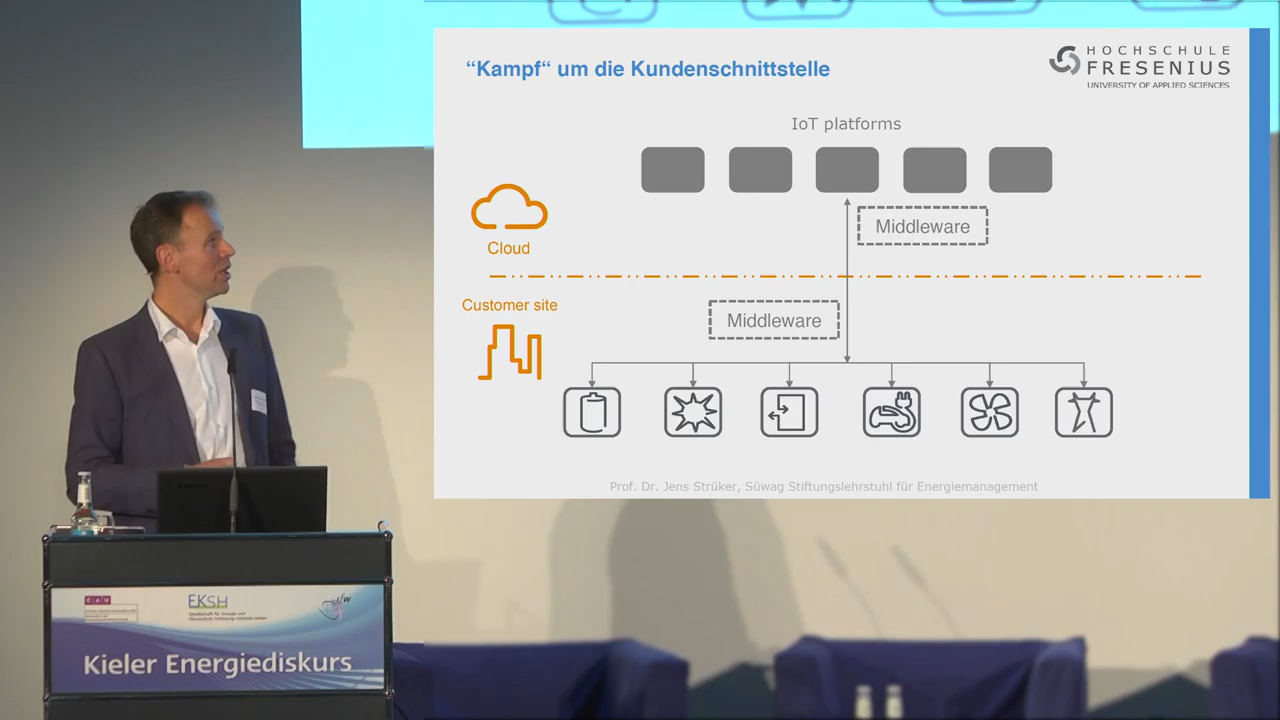 “Kampf“ um die Kundenschnittstelle
HOCHSCHULE
FRESENIUS
UNIVERSITY OF APPLIED SCIENCES
IoT platforms
Middleware
Cloud
Customer site
Middleware
Prof. Dr. Jens Strüker, Süwag Stiftungslehrstuhl für Energiemanagement
CAU
EKSH
Kieler Energiediskurs